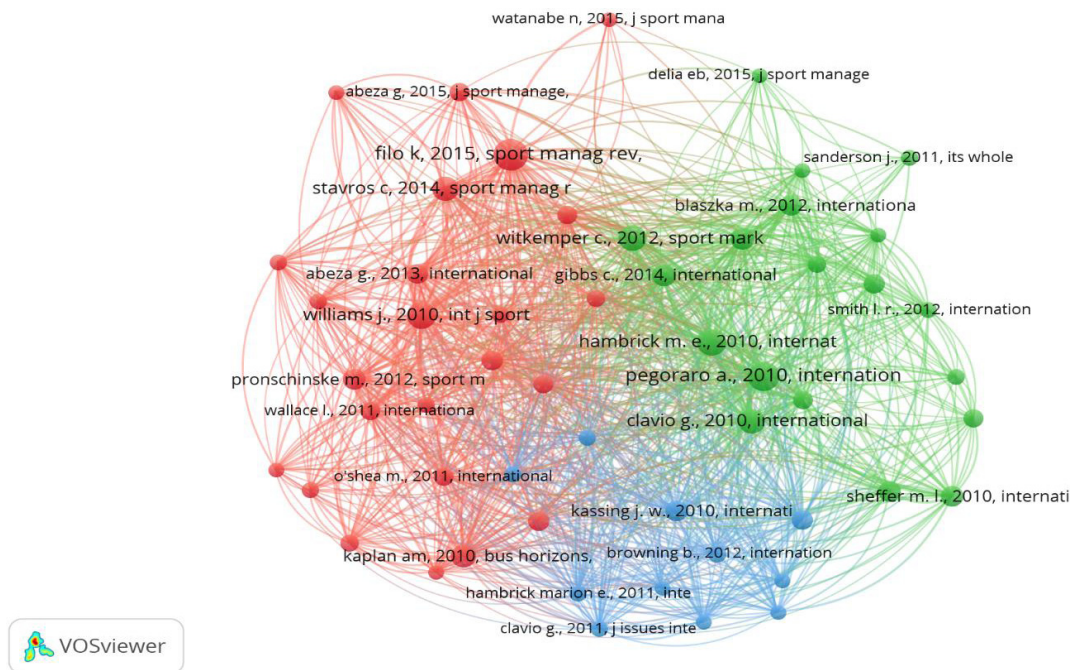 watanabe n, 2015, j sport mana
delia eb, 2015, j sport manage
abeza g, 2015, j sport manage,
filo k, 2015, sport manag rev,
sanderson j., 2011, its whole
stavros c, 2014, sport manag r
blaszka m., 2012, internationa
witkemper c., 2012, sport mark
abeza g., 2013, international
gibbs c., 2014, international
williams j., 2010, int j sport
smith l. r., 2012, internation
hambrick m. e., 2010, internat
pronschinske m., 2012, sport m
pegoraro a., 2010, internation
wallace l., 2011, internationa
clavio g., 2010, international
o'shea m., 2011, international
sheffer m. l., 2010, internati
kassing j. w., 2010, internati
kaplan am, 2010, bus horizons,
browning b., 2012, internation
hambrick marion e., 2011, inte
clavio g., 2011, j issues inte
VOSviewer